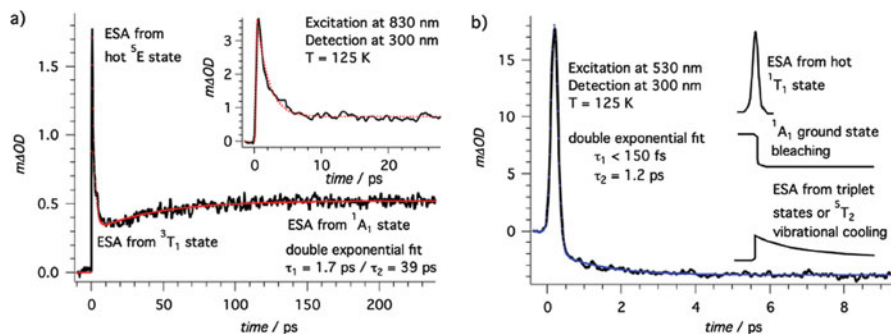 a)
mΔOD
1.5
1.0
0.5
0.0
ESA from
hot ⁵E state
mΔOD
3
2
1
0
Excitation at 830 nm
Detection at 300 nm
T = 125 K
0
10
20
time / ps
ESA from ³T₁ state
ESA from ¹A₁ state
double exponential fit
τ₁ = 1.7 ps / τ₂ = 39 ps
0
50
100
150
200
time / ps
b)
mΔOD
15
10
5
0
Excitation at 530 nm
Detection at 300 nm
T = 125 K
double exponential fit
τ₁ < 150 fs
τ₂ = 1.2 ps
ESA from hot
¹T₁ state
¹A₁ ground state
bleaching
ESA from triplet
states or ⁵T₂
vibrational cooling
0
2
4
6
8
time / ps